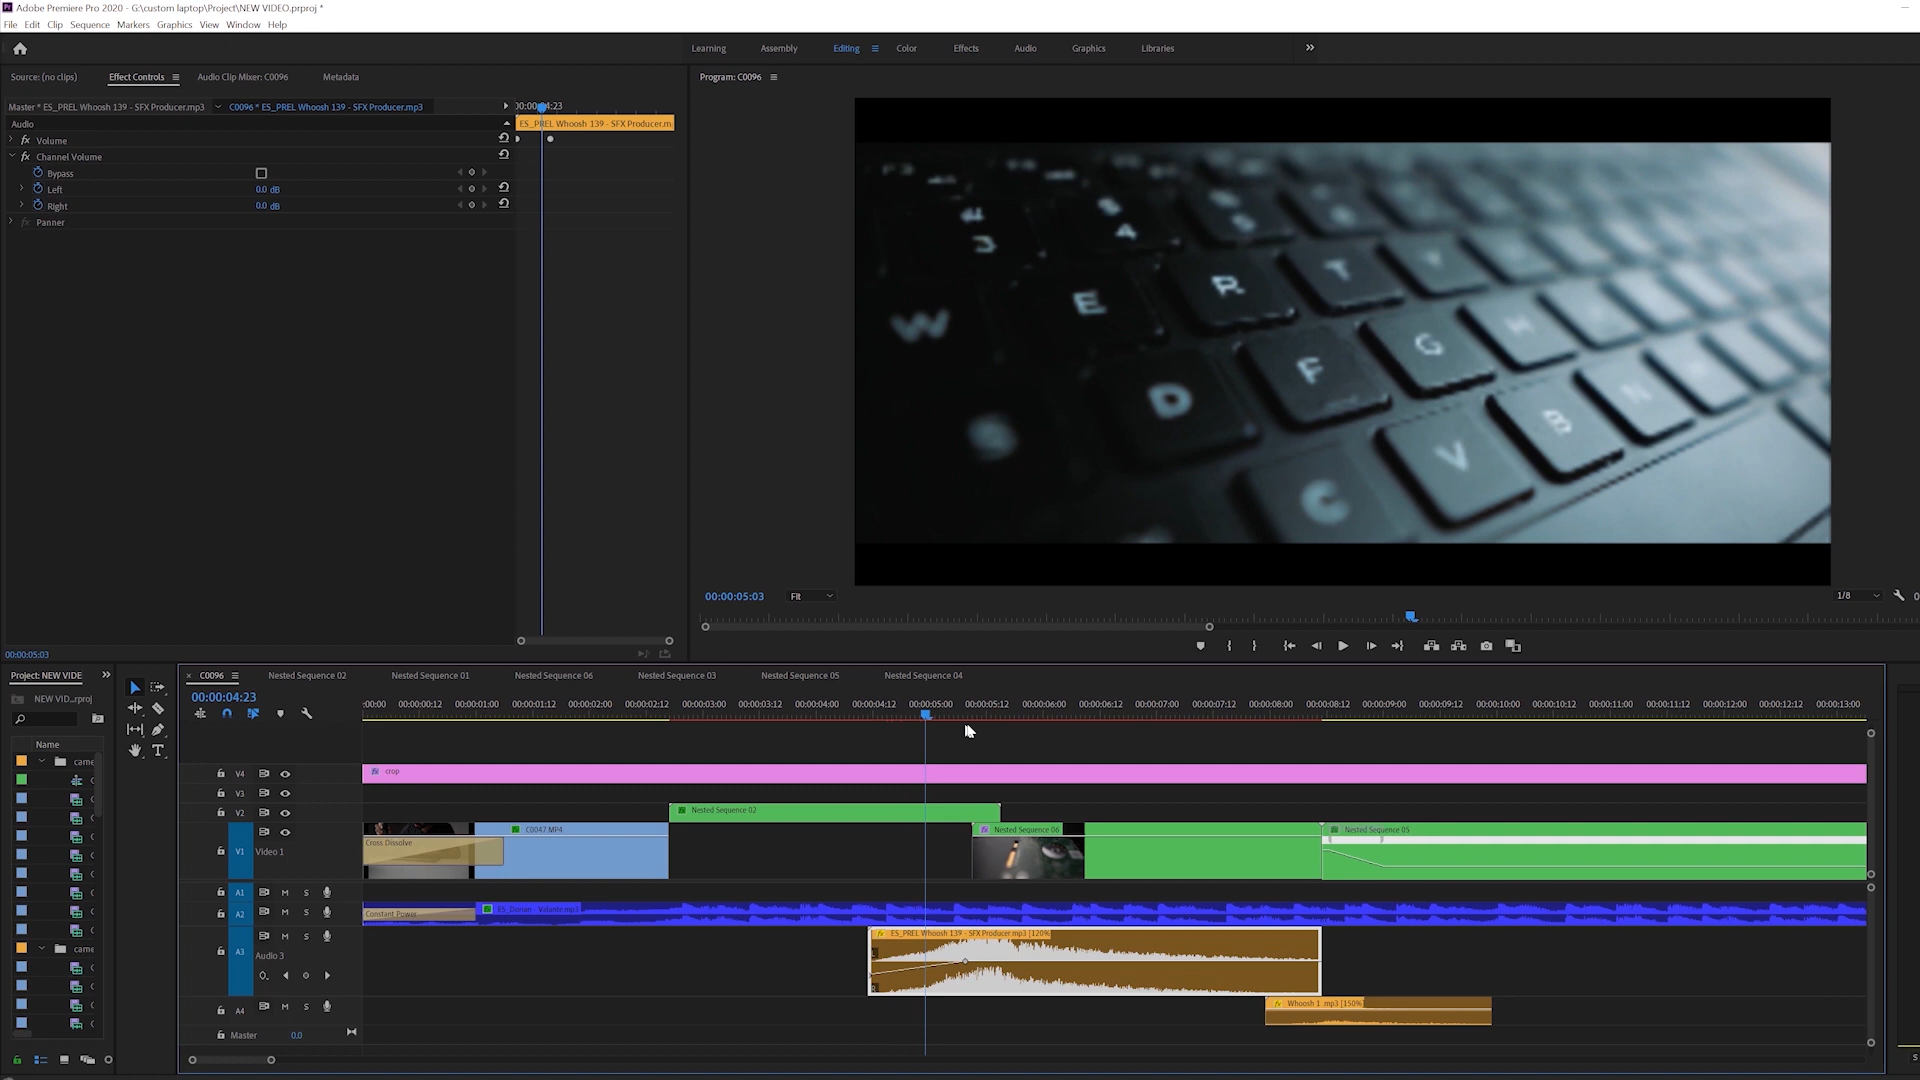 Adobe Premiere Pro 2020 - G:\custom laptop\Project\NEW VIDEO.prproj *
File Edit Clip Sequence Markers Graphics View Window Help
Learning Assembly Editing Color Effects Audio Graphics Libraries
Source: (no clips) Effect Controls Audio Clip Mixer: C0096 Metadata
Program: C0096
Master * ES_PREL Whoosh 139 - SFX Producer.mp3 C0096 * ES_PREL Whoosh 139 - SFX Producer.mp3
Audio
ES_PREL Whoosh 139 - SFX Producer.m
fx Volume
fx Channel Volume
Bypass
Left 0.0 dB
Right 0.0 dB
fx Panner
# 3
$ 4
5
W E R T Y
D F G H
C V B N
00:00:05:03 Fit 1/8
00:00:05:03
Project: NEW VIDE
NEW VID...rproj
Name
came
came
C0096 Nested Sequence 02 Nested Sequence 01 Nested Sequence 06 Nested Sequence 03 Nested Sequence 05 Nested Sequence 04
00:00:04:23
:00:00 00:00:00:12 00:00:01:00 00:00:01:12 00:00:02:00 00:00:02:12 00:00:03:00 00:00:03:12 00:00:04:00 00:00:04:12 00:00:05:00 00:00:05:12 00:00:06:00 00:00:06:12 00:00:07:00 00:00:07:12 00:00:08:00 00:00:08:12 00:00:09:00 00:00:09:12 00:00:10:00 00:00:10:12 00:00:11:00 00:00:11:12 00:00:12:00 00:00:12:12 00:00:13:00
V4 crop
V3
V2 Nested Sequence 02
C0047.MP4 Nested Sequence 06 Nested Sequence 05
Cross Dissolve
V1 Video 1
A1 M S
A2 M S Constant Power ES_Dorian - Valante.mp3
M S ES_PREL Whoosh 139 - SFX Producer.mp3 [120%
A3 Audio 3
A4 M S Whoosh 1 .mp3 [150%]
Master 0.0